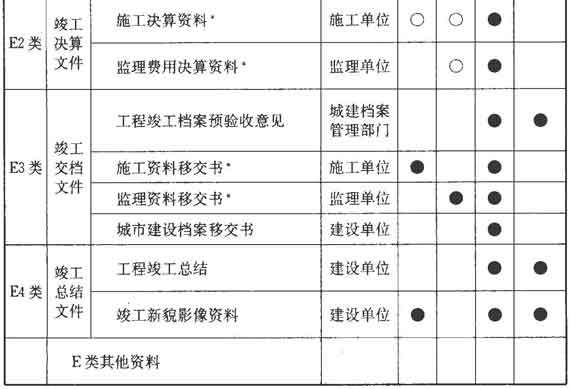 E2 类 竣工决算文件 施工决算资料* 施工单位 ○ ○ ●
监理费用决算资料* 监理单位 ○ ●
E3 类 竣工交档文件 工程竣工档案预验收意见 城建档案管理部门 ● ●
施工资料移交书* 施工单位 ● ●
监理资料移交书* 监理单位 ● ●
城市建设档案移交书 建设单位 ●
E4 类 竣工总结文件 工程竣工总结 建设单位 ● ●
竣工新貌影像资料 建设单位 ● ● ●
E 类其他资料